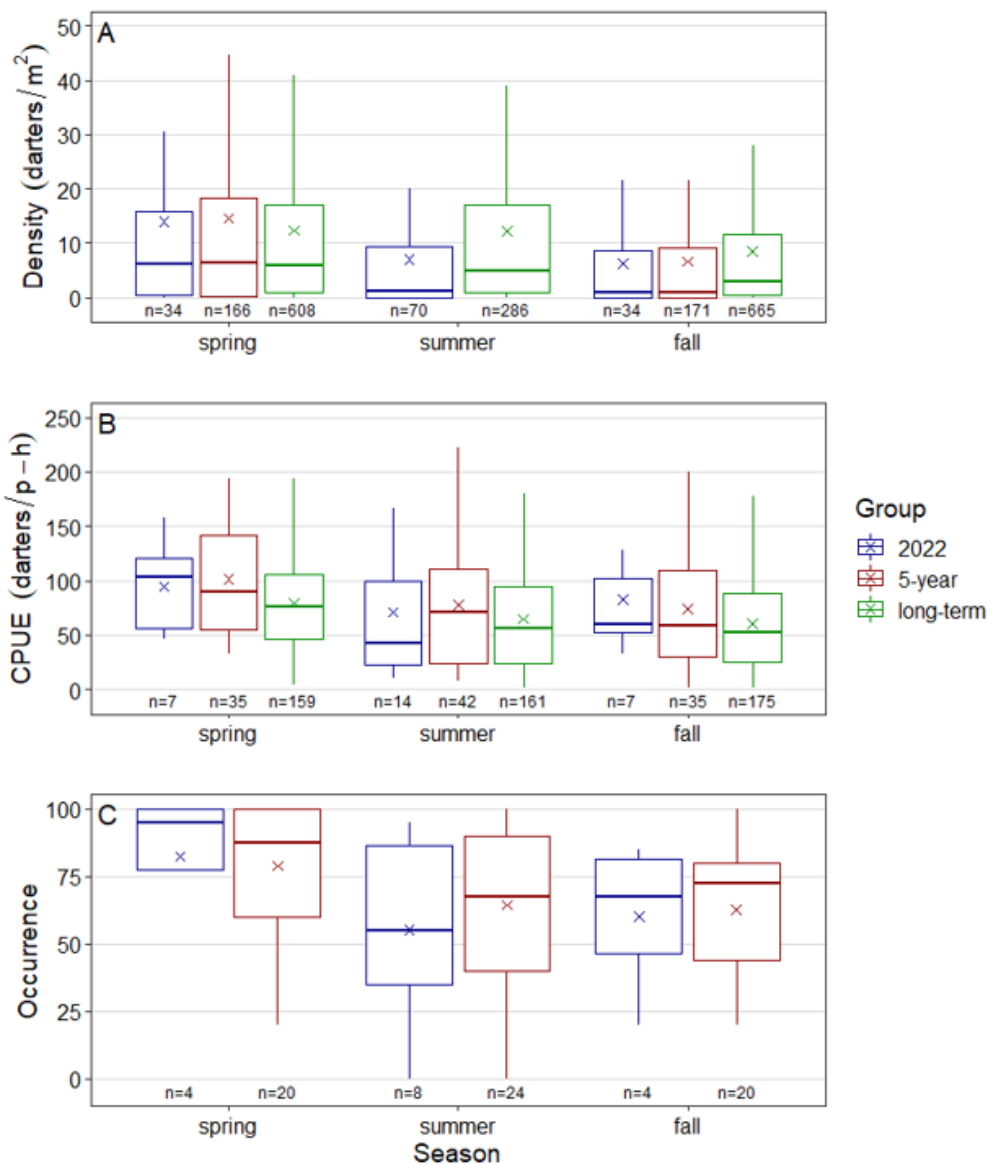 A
Density (darters/m²)
50
40
30
20
10
0
n=34 n=166 n=608 n=70 n=286 n=34 n=171 n=665
spring summer fall
B
CPUE (darters/p−h)
250
200
150
100
50
0
n=7 n=35 n=159 n=14 n=42 n=161 n=7 n=35 n=175
spring summer fall
Group
2022
5-year
long-term
C
Occurrence
100
75
50
25
0
n=4 n=20 n=8 n=24 n=4 n=20
spring summer fall
Season